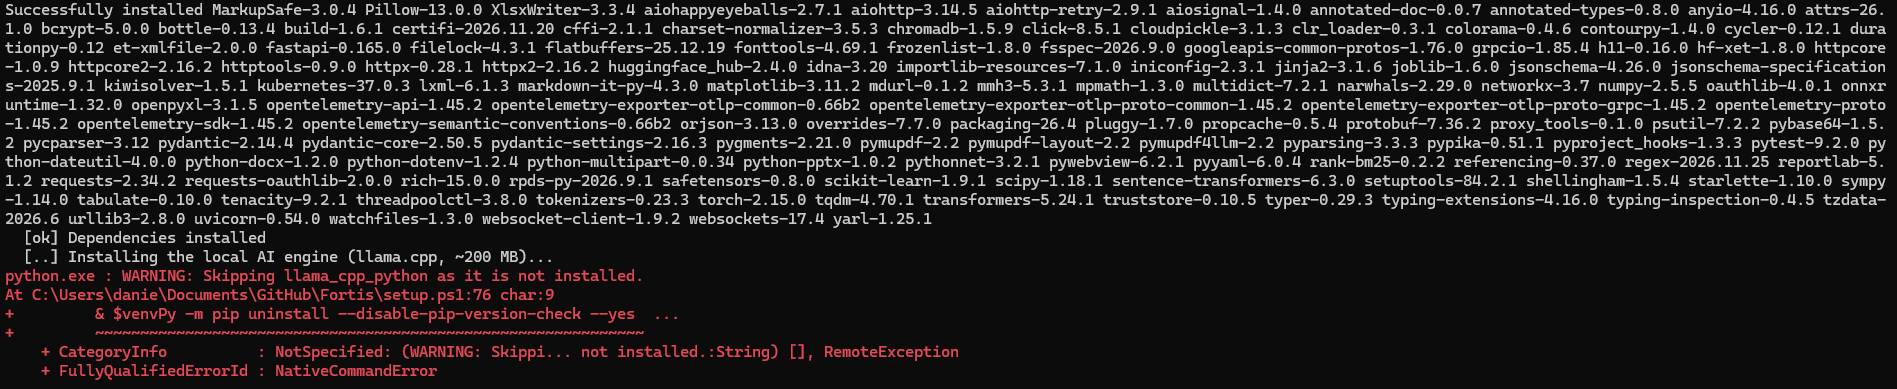 Successfully installed MarkupSafe-3.0.4 Pillow-13.0.0 XlsxWriter-3.3.4 aiohappyeyeballs-2.7.1 aiohttp-3.14.5 aiohttp-retry-2.9.1 aiosignal-1.4.0 annotated-doc-0.0.7 annotated-types-0.8.0 anyio-4.16.0 attrs-26.
1.0 bcrypt-5.0.0 bottle-0.13.4 build-1.6.1 certifi-2026.11.20 cffi-2.1.1 charset-normalizer-3.5.3 chromadb-1.5.9 click-8.5.1 cloudpickle-3.1.3 clr_loader-0.3.1 colorama-0.4.6 contourpy-1.4.0 cycler-0.12.1 dura
tionpy-0.12 et-xmlfile-2.0.0 fastapi-0.165.0 filelock-4.3.1 flatbuffers-25.12.19 fonttools-4.69.1 frozenlist-1.8.0 fsspec-2026.9.0 googleapis-common-protos-1.76.0 grpcio-1.85.4 h11-0.16.0 hf-xet-1.8.0 httpcore
-1.0.9 httpcore2-2.16.2 httptools-0.9.0 httpx-0.28.1 httpx2-2.16.2 huggingface_hub-2.4.0 idna-3.20 importlib-resources-7.1.0 iniconfig-2.3.1 jinja2-3.1.6 joblib-1.6.0 jsonschema-4.26.0 jsonschema-specification
s-2025.9.1 kiwisolver-1.5.1 kubernetes-37.0.3 lxml-6.1.3 markdown-it-py-4.3.0 matplotlib-3.11.2 mdurl-0.1.2 mmh3-5.3.1 mpmath-1.3.0 multidict-7.2.1 narwhals-2.29.0 networkx-3.7 numpy-2.5.5 oauthlib-4.0.1 onnxr
untime-1.32.0 openpyxl-3.1.5 opentelemetry-api-1.45.2 opentelemetry-exporter-otlp-common-0.66b2 opentelemetry-exporter-otlp-proto-common-1.45.2 opentelemetry-exporter-otlp-proto-grpc-1.45.2 opentelemetry-proto
-1.45.2 opentelemetry-sdk-1.45.2 opentelemetry-semantic-conventions-0.66b2 orjson-3.13.0 overrides-7.7.0 packaging-26.4 pluggy-1.7.0 propcache-0.5.4 protobuf-7.36.2 proxy_tools-0.1.0 psutil-7.2.2 pybase64-1.5.
2 pycparser-3.12 pydantic-2.14.4 pydantic-core-2.50.5 pydantic-settings-2.16.3 pygments-2.21.0 pymupdf-2.2 pymupdf-layout-2.2 pymupdf4llm-2.2 pyparsing-3.3.3 pypika-0.51.1 pyproject_hooks-1.3.3 pytest-9.2.0 py
thon-dateutil-4.0.0 python-docx-1.2.0 python-dotenv-1.2.4 python-multipart-0.0.34 python-pptx-1.0.2 pythonnet-3.2.1 pywebview-6.2.1 pyyaml-6.0.4 rank-bm25-0.2.2 referencing-0.37.0 regex-2026.11.25 reportlab-5.
1.2 requests-2.34.2 requests-oauthlib-2.0.0 rich-15.0.0 rpds-py-2026.9.1 safetensors-0.8.0 scikit-learn-1.9.1 scipy-1.18.1 sentence-transformers-6.3.0 setuptools-84.2.1 shellingham-1.5.4 starlette-1.10.0 sympy
-1.14.0 tabulate-0.10.0 tenacity-9.2.1 threadpoolctl-3.8.0 tokenizers-0.23.3 torch-2.15.0 tqdm-4.70.1 transformers-5.24.1 truststore-0.10.5 typer-0.29.3 typing-extensions-4.16.0 typing-inspection-0.4.5 tzdata-
2026.6 urllib3-2.8.0 uvicorn-0.54.0 watchfiles-1.3.0 websocket-client-1.9.2 websockets-17.4 yarl-1.25.1
[ok] Dependencies installed
[..] Installing the local AI engine (llama.cpp, ~200 MB)...
python.exe : WARNING: Skipping llama_cpp_python as it is not installed.
At C:\Users\danie\Documents\GitHub\Fortis\setup.ps1:76 char:9
+         & $venvPy -m pip uninstall --disable-pip-version-check --yes  ...
+         ~~~~~~~~~~~~~~~~~~~~~~~~~~~~~~~~~~~~~~~~~~~~~~~~~~~~~~~~~~~~~
+ CategoryInfo          : NotSpecified: (WARNING: Skippi... not installed.:String) [], RemoteException
+ FullyQualifiedErrorId : NativeCommandError